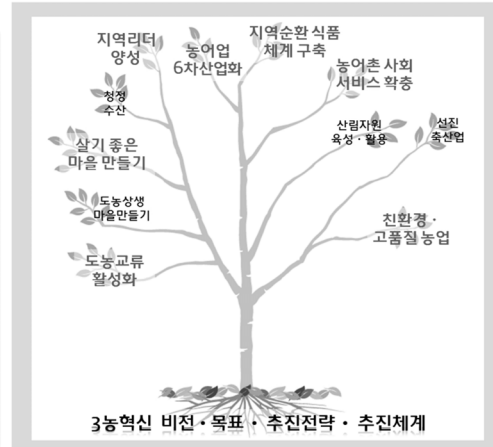 지역리더
양성
농어업
6차산업화
지역순환 식품
체계 구축
농어촌 사회
서비스 확충
청정
수산
산림자원
육성·활용
선진
축산업
살기 좋은
마을 만들기
도농상생
마을만들기
친환경·
고품질 농업
도농교류
활성화
3농혁신 비전·목표 · 추진전략 · 추진체계